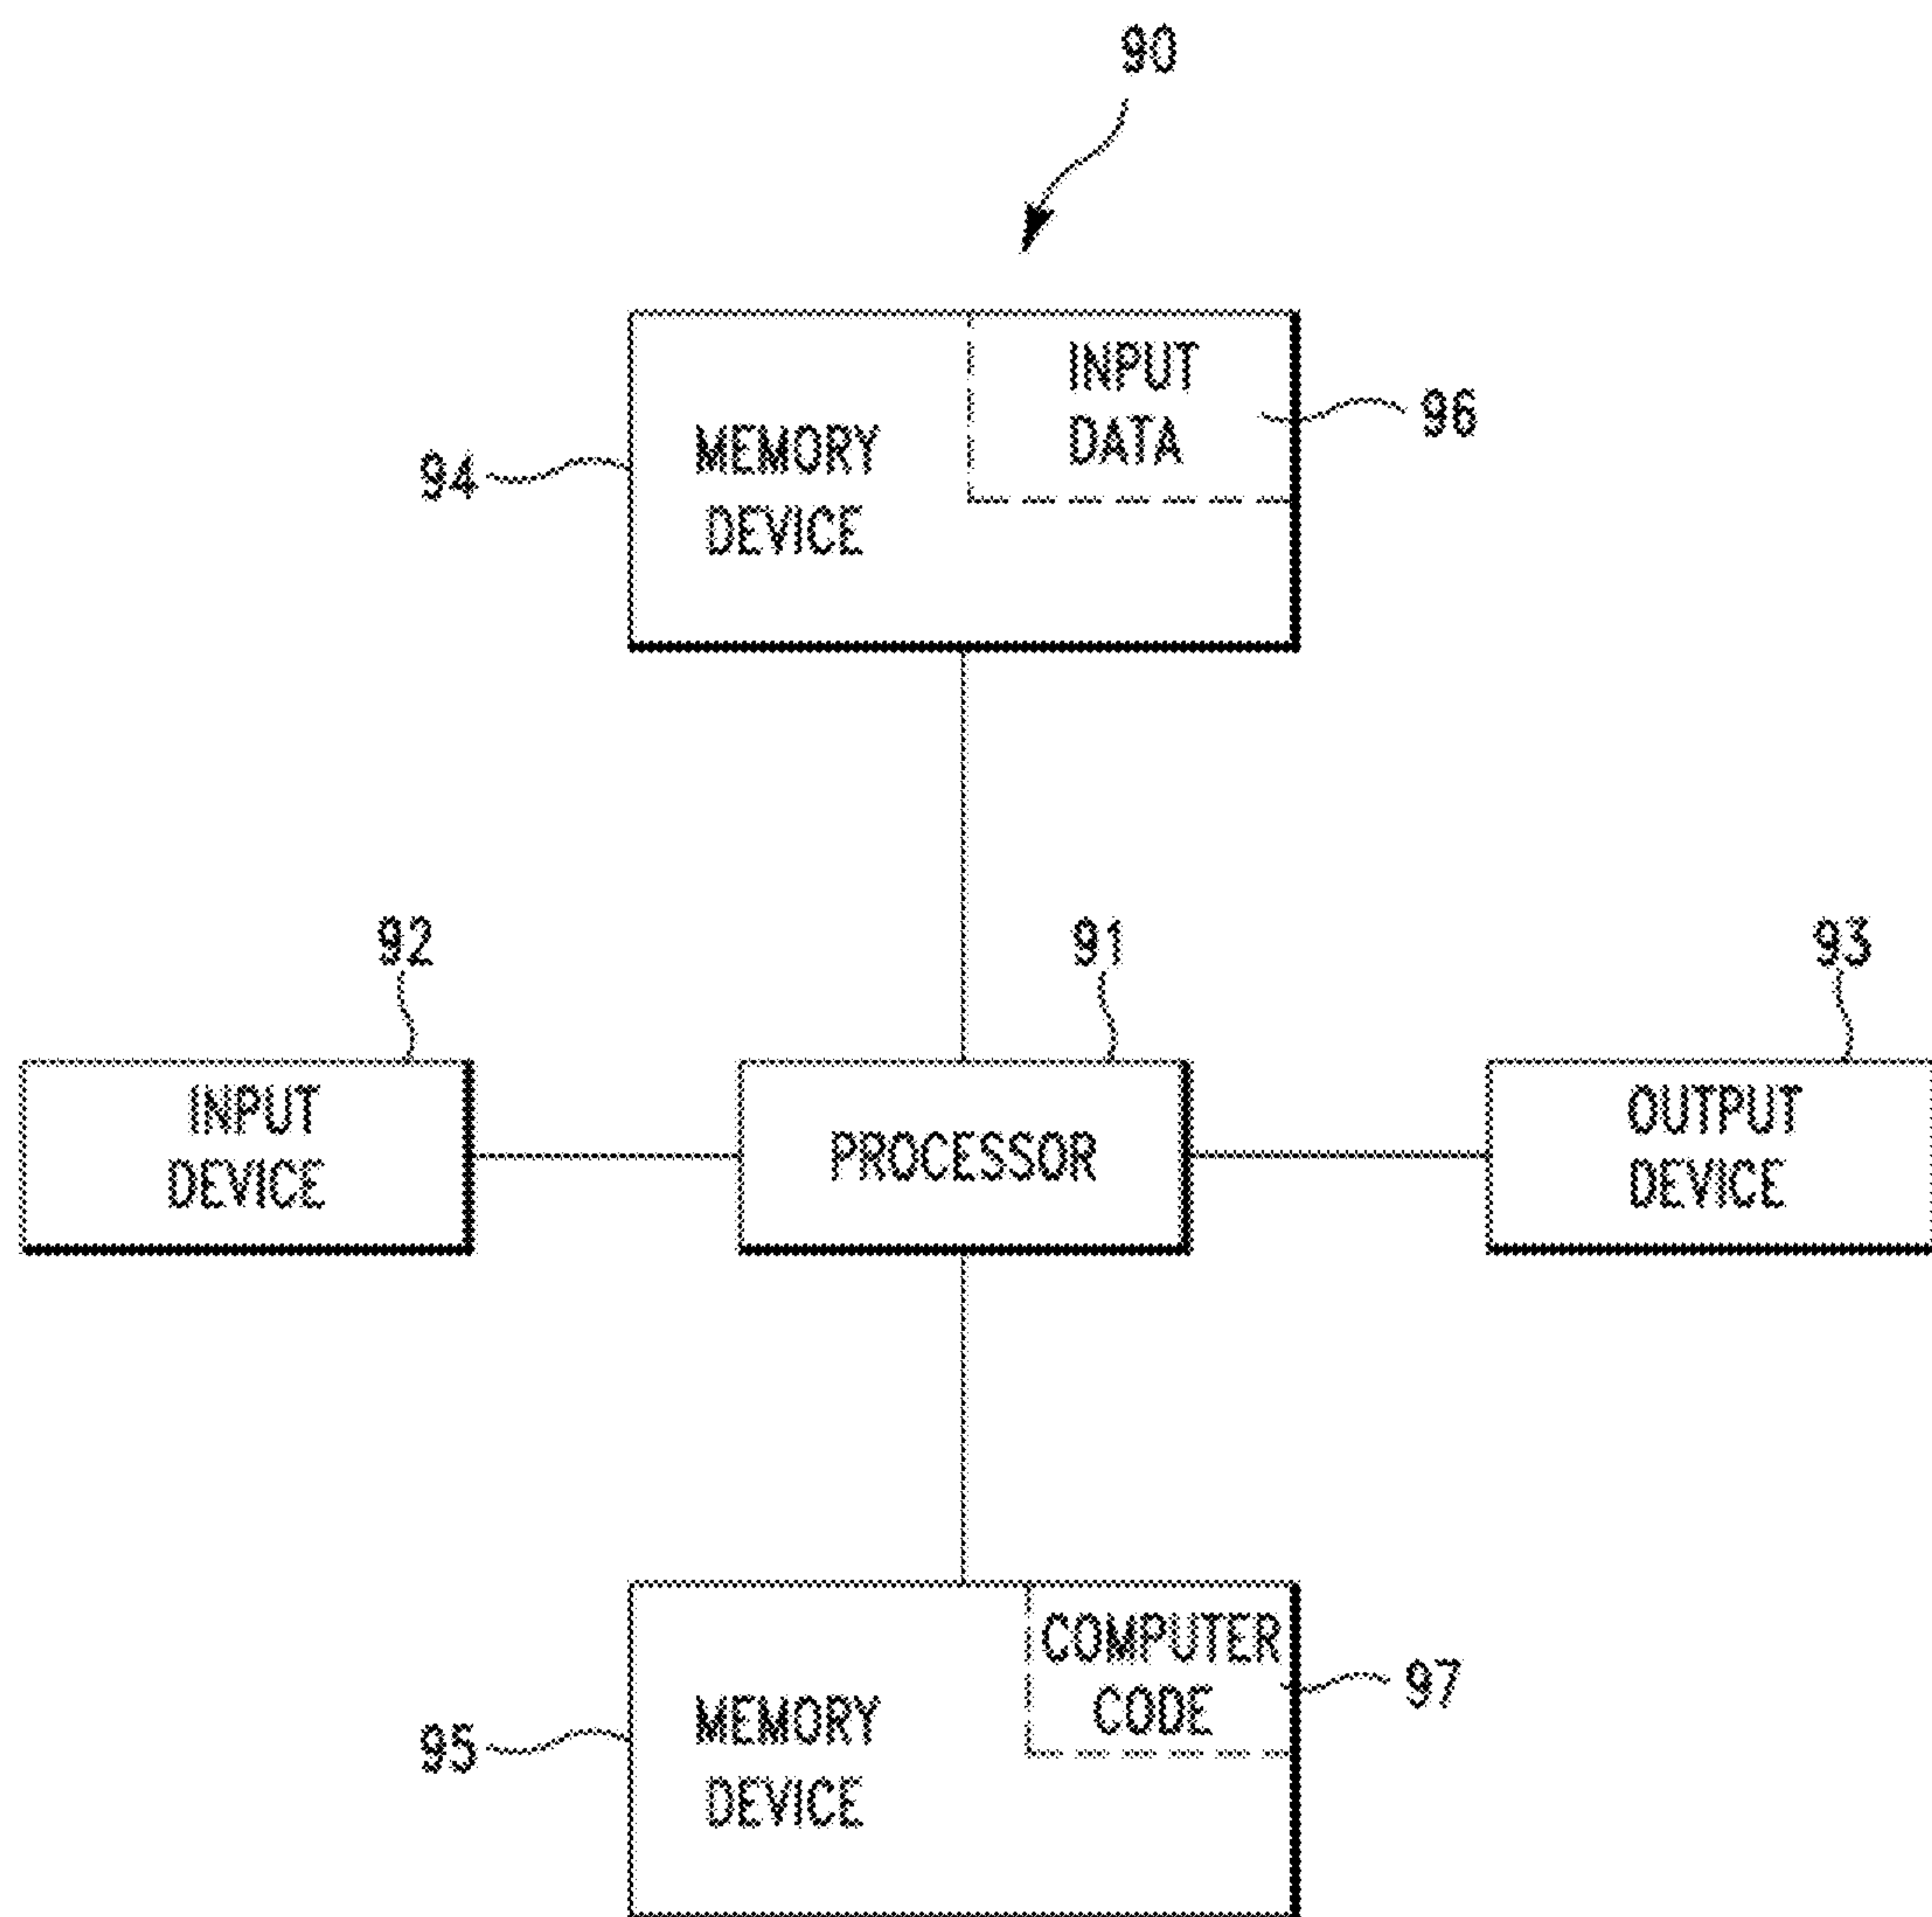 90
INPUT
DATA
96
MEMORY
DEVICE
94
92
91
93
INPUT
DEVICE
PROCESSOR
OUTPUT
DEVICE
COMPUTER
CODE
97
MEMORY
DEVICE
95